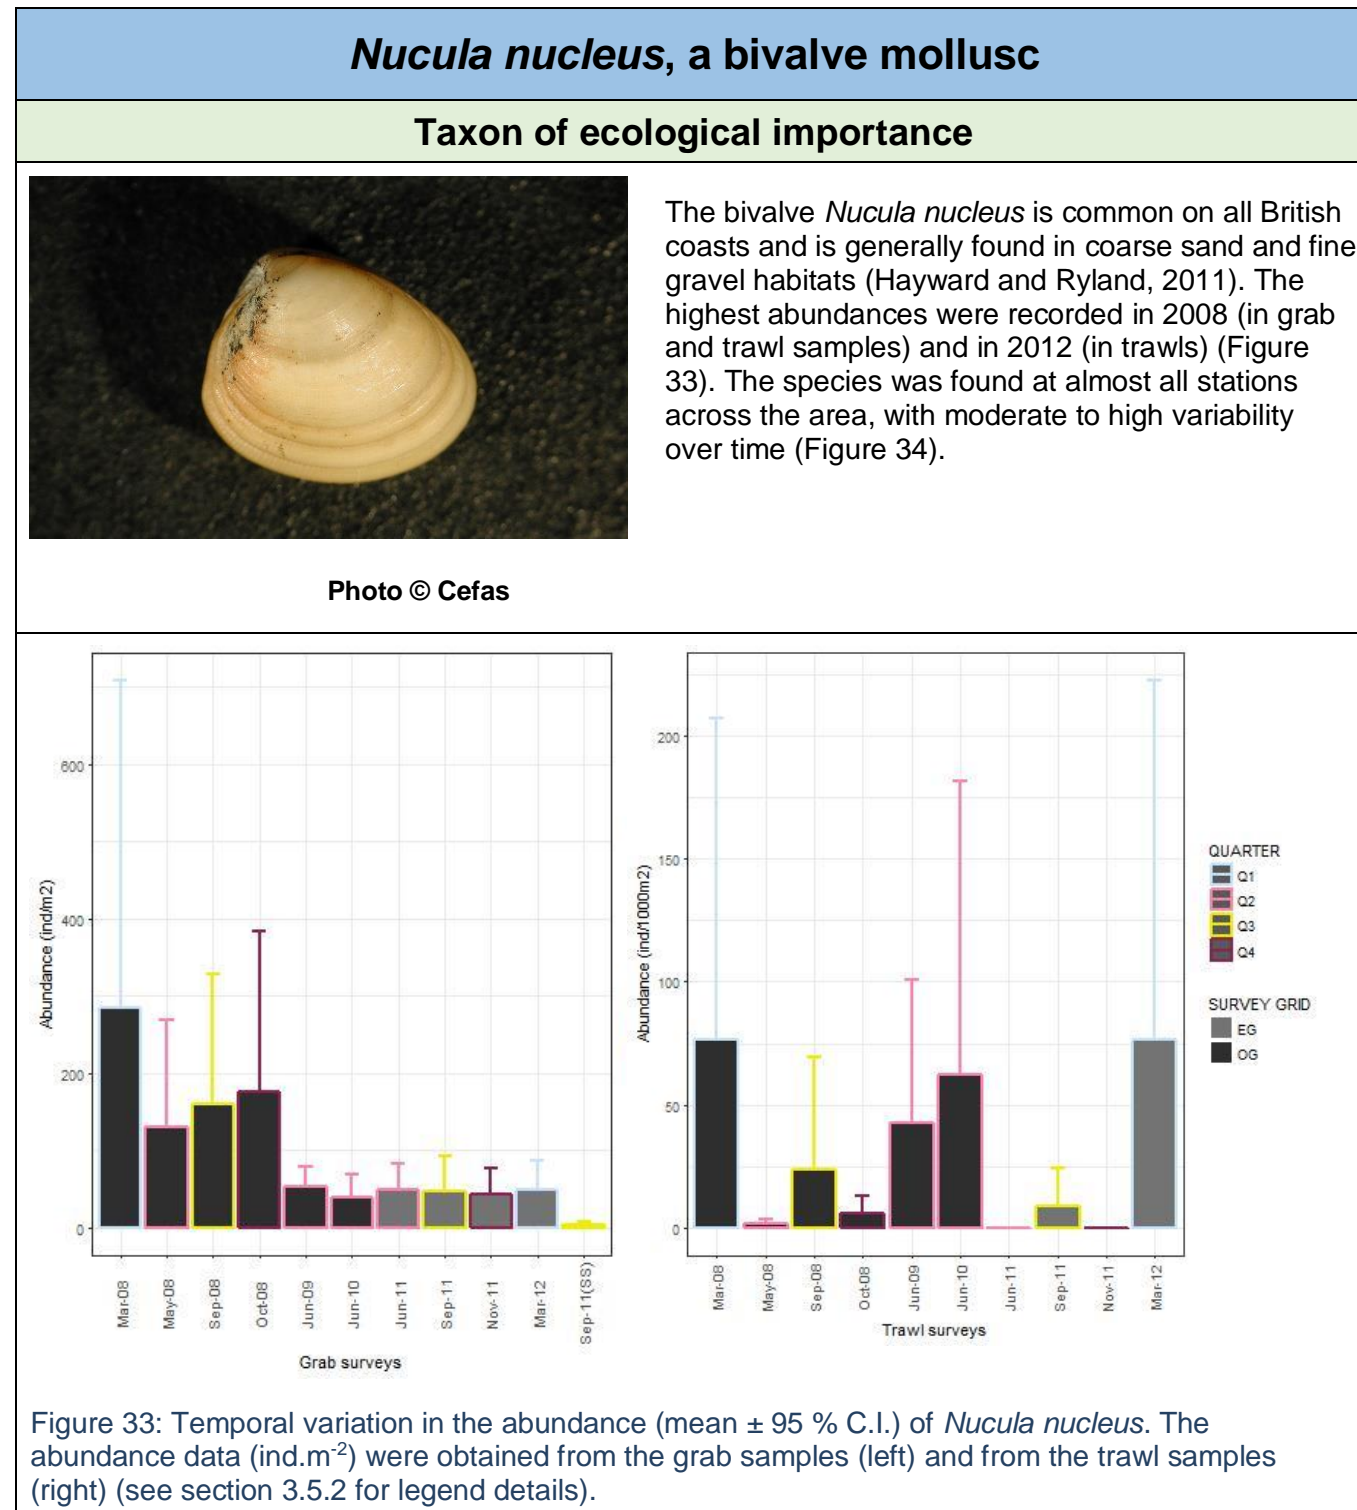 Nucula nucleus, a bivalve mollusc
Taxon of ecological importance
The bivalve Nucula nucleus is common on all British
coasts and is generally found in coarse sand and fine
gravel habitats (Hayward and Ryland, 2011). The
highest abundances were recorded in 2008 (in grab
and trawl samples) and in 2012 (in trawls) (Figure
33). The species was found at almost all stations
across the area, with moderate to high variability
over time (Figure 34).
Photo © Cefas
Abundance (ind/m2)
600
400
200
0
Mar-08
May-08
Sep-08
Oct-08
Jun-09
Jun-10
Jun-11
Sep-11
Nov-11
Mar-12
Sep-11(SS)
Grab surveys
Abundance (ind/1000m2)
200
150
100
50
0
Mar-08
May-08
Sep-08
Oct-08
Jun-09
Jun-10
Jun-11
Sep-11
Nov-11
Mar-12
Trawl surveys
QUARTER
Q1
Q2
Q3
Q4
SURVEY GRID
EG
OG
Figure 33: Temporal variation in the abundance (mean ± 95 % C.I.) of Nucula nucleus. The
abundance data (ind.m-2) were obtained from the grab samples (left) and from the trawl samples
(right) (see section 3.5.2 for legend details).